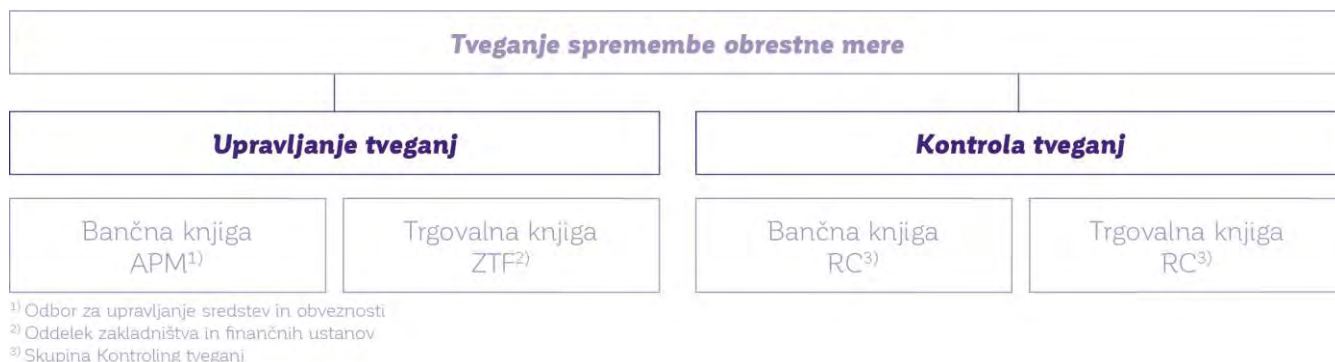 Tveganje spremembe obrestne mere
Upravljanje tveganj
Kontrola tveganj
Bančna knjiga
APM¹⁾
Trgovalna knjiga
ZTF²⁾
Bančna knjiga
RC³⁾
Trgovalna knjiga
RC³⁾
¹⁾ Odbor za upravljanje sredstev in obveznosti
²⁾ Oddelek zakladništva in finančnih ustanov
³⁾ Skupina Kontroling tveganj